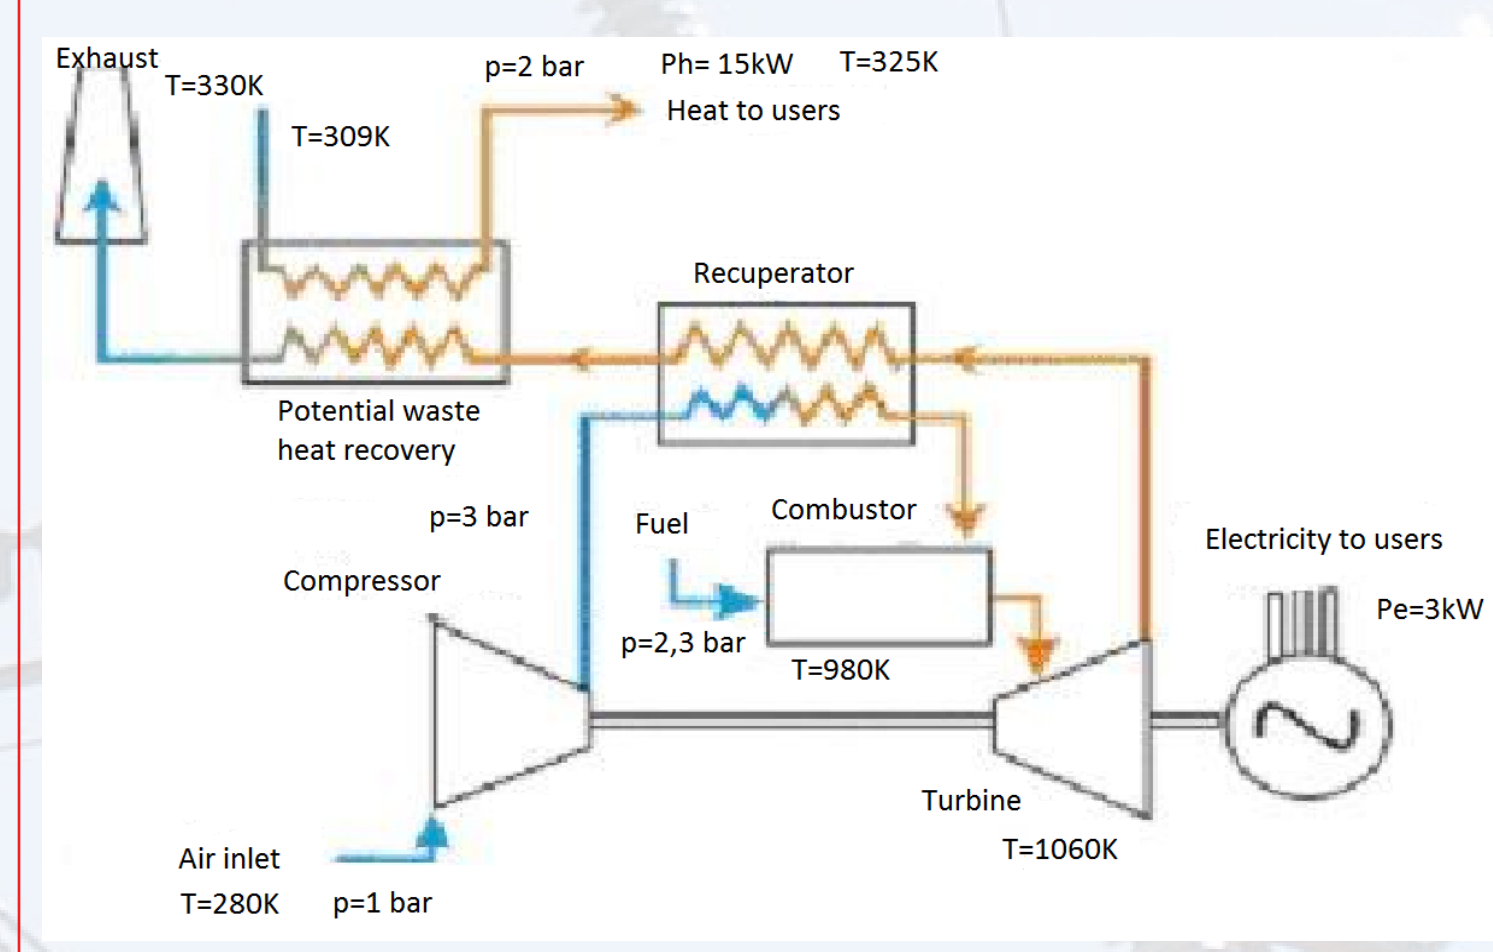 Exhaust
T=330K
p=2 bar
Ph= 15kW
T=325K
Heat to users
T=309K
Recuperator
Potential waste
heat recovery
p=3 bar
Fuel
Combustor
p=2,3 bar
T=980K
Electricity to users
Pe=3kW
Compressor
Turbine
T=1060K
Air inlet
T=280K
p=1 bar